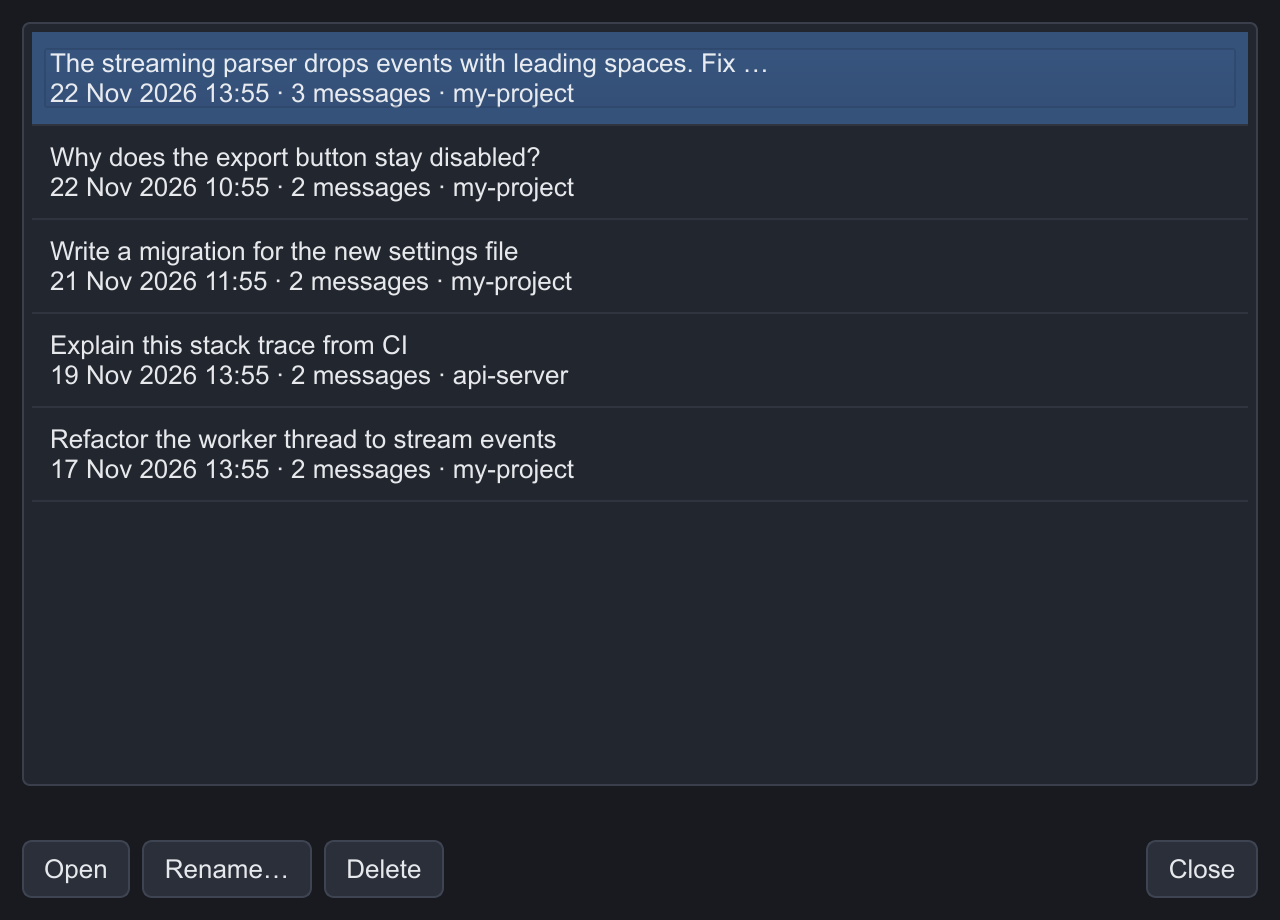 The streaming parser drops events with leading spaces. Fix …
22 Nov 2026 13:55 · 3 messages · my-project
Why does the export button stay disabled?
22 Nov 2026 10:55 · 2 messages · my-project
Write a migration for the new settings file
21 Nov 2026 11:55 · 2 messages · my-project
Explain this stack trace from CI
19 Nov 2026 13:55 · 2 messages · api-server
Refactor the worker thread to stream events
17 Nov 2026 13:55 · 2 messages · my-project
Open
Rename…
Delete
Close